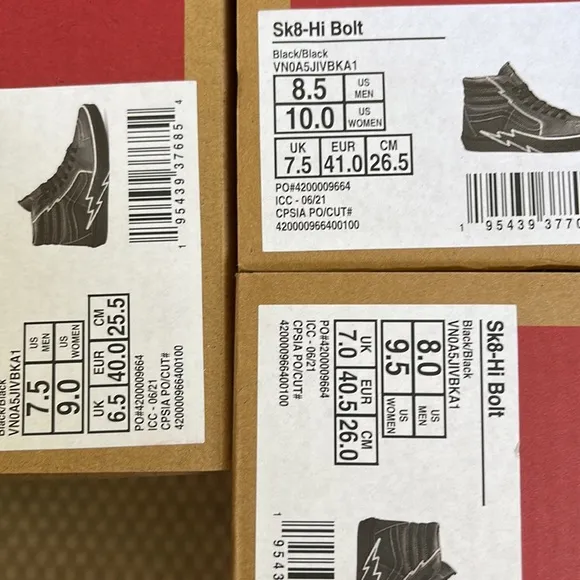 Sk8-Hi Bolt
Black/Black
VN0A5JIVBKA1
8.5 US MEN
10.0 US WOMEN
UK EUR CM
7.5 41.0 26.5
PO#4200009664
ICC - 06/21
CPSIA PO/CUT#
420000966400100
1 95439 3770
Black/Black
VN0A5JIVBKA1
7.5 US MEN
9.0 US WOMEN
UK EUR CM
6.5 40.0 25.5
PO#4200009664
ICC - 06/21
CPSIA PO/CUT#
420000966400100
1 95439 37685 4
Sk8-Hi Bolt
Black/Black
VN0A5JIVBKA1
8.0 US MEN
9.5 US WOMEN
UK EUR CM
7.0 40.5 26.0
PO#4200009664
ICC - 06/21
CPSIA PO/CUT#
420000966400100
1 9543